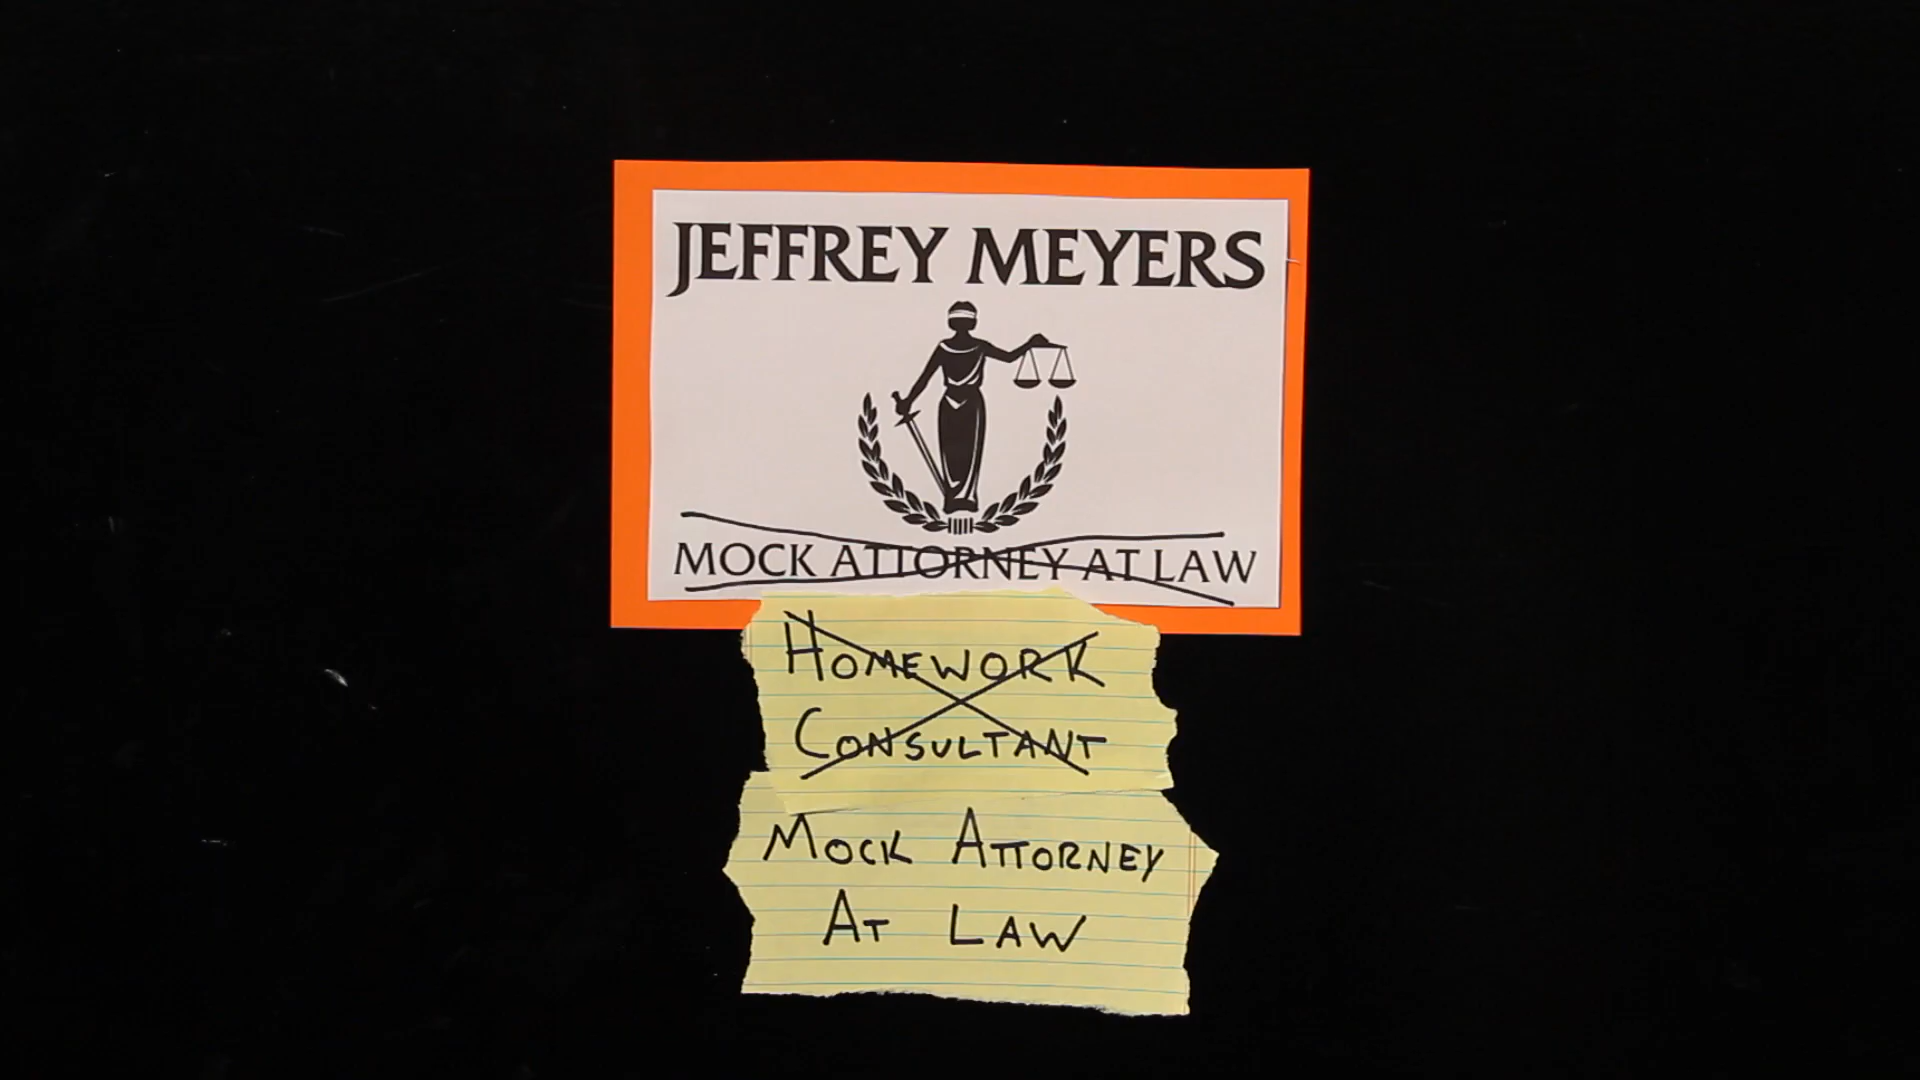 JEFFREY MEYERS
MOCK ATTORNEY AT LAW
HOMEWORK
CONSULTANT
MOCK ATTORNEY
AT LAW